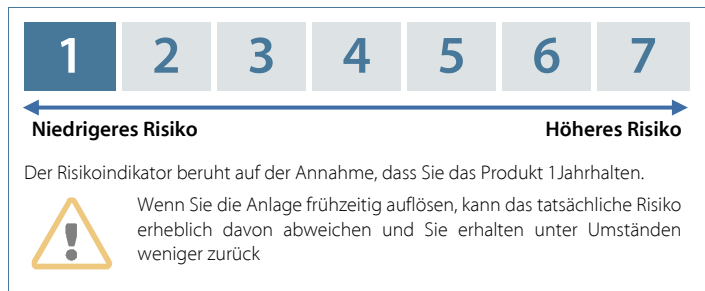 1 2 3 4 5 6 7
Niedrigeres Risiko Höheres Risiko
Der Risikoindikator beruht auf der Annahme, dass Sie das Produkt 1Jahrhalten.
Wenn Sie die Anlage frühzeitig auflösen, kann das tatsächliche Risiko
erheblich davon abweichen und Sie erhalten unter Umständen
weniger zurück